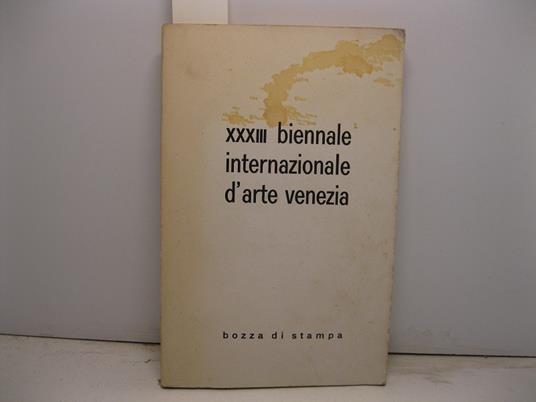 XXXIII biennale
internazionale
d'arte venezia
bozza di stampa